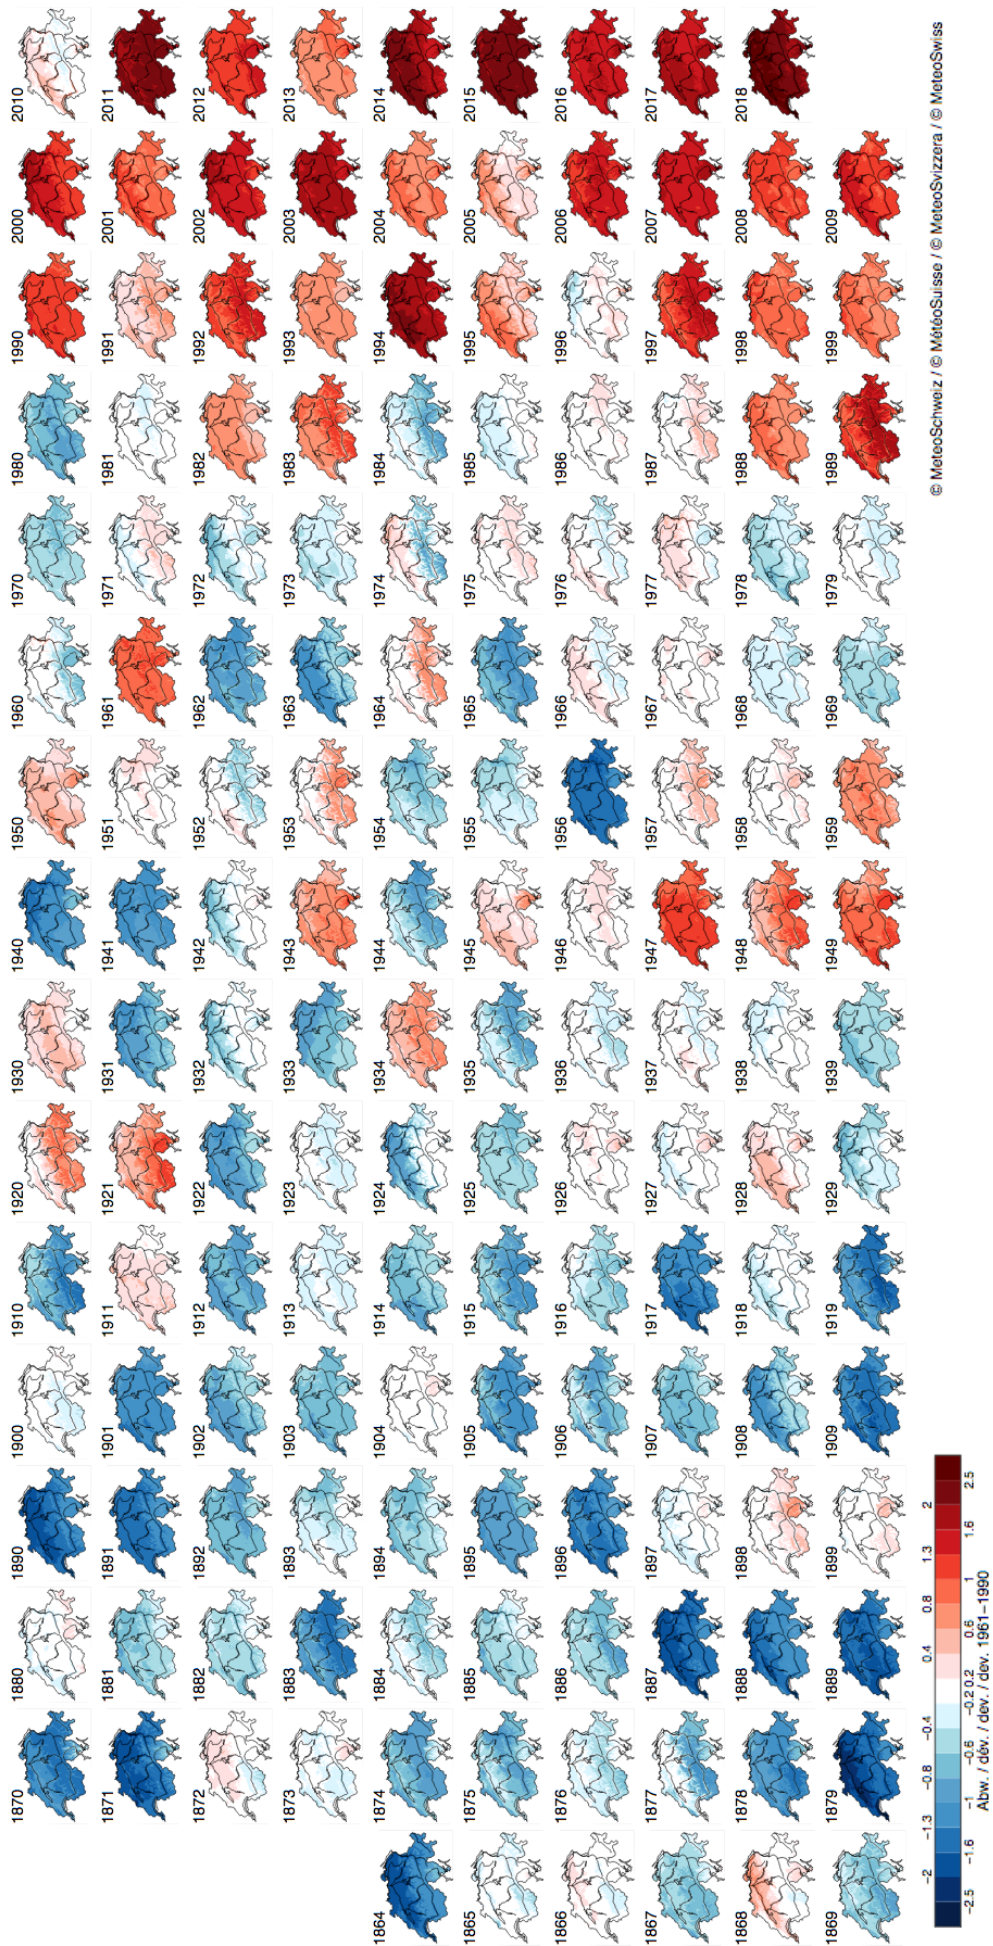 1870 1880 1890 1900 1910 1920 1930 1940 1950 1960 1970 1980 1990 2000 2010
1871 1881 1891 1901 1911 1921 1931 1941 1951 1961 1971 1981 1991 2001 2011
1872 1882 1892 1902 1912 1922 1932 1942 1952 1962 1972 1982 1992 2002 2012
1873 1883 1893 1903 1913 1923 1933 1943 1953 1963 1973 1983 1993 2003 2013
1864 1874 1884 1894 1904 1914 1924 1934 1944 1954 1964 1974 1984 1994 2004 2014
1865 1875 1885 1895 1905 1915 1925 1935 1945 1955 1965 1975 1985 1995 2005 2015
1866 1876 1886 1896 1906 1916 1926 1936 1946 1956 1966 1976 1986 1996 2006 2016
1867 1877 1887 1897 1907 1917 1927 1937 1947 1957 1967 1977 1987 1997 2007 2017
1868 1878 1888 1898 1908 1918 1928 1938 1948 1958 1968 1978 1988 1998 2008 2018
1869 1879 1889 1899 1909 1919 1929 1939 1949 1959 1969 1979 1989 1999 2009
−2 −1.3 −0.8 −0.4 0.4 0.8 1.3 2
−2.5 −1.6 −1 −0.6 −0.2 0.2 0.6 1 1.6 2.5
Abw. / dév. / dev. / dev. 1961−1990
© MeteoSchweiz / © MétéoSuisse / © MeteoSvizzera / © MeteoSwiss